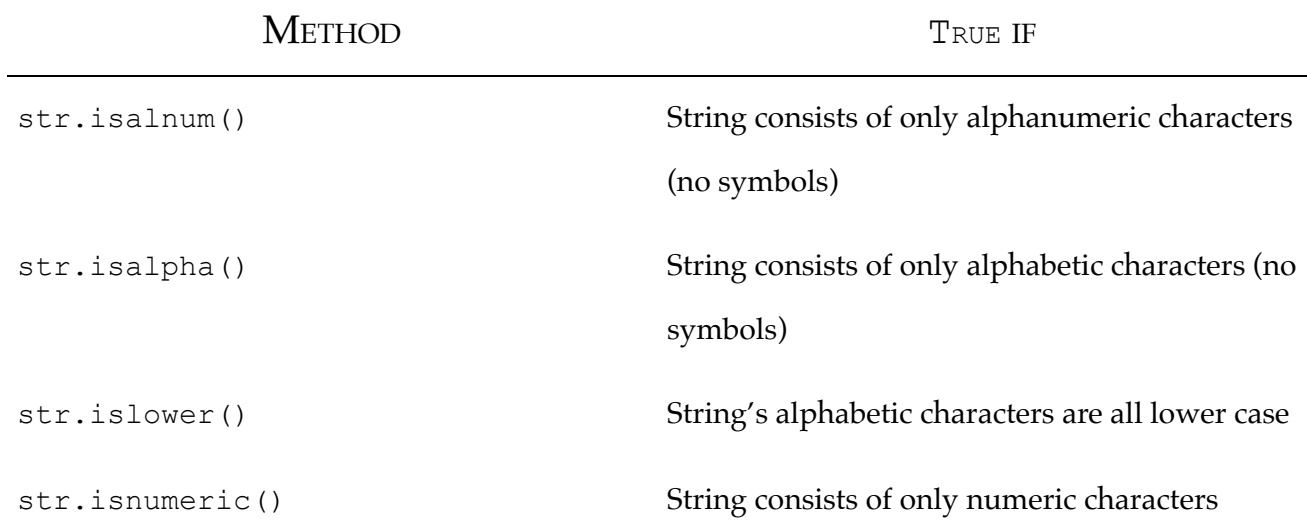 METHOD TRUE IF
str.isalnum() String consists of only alphanumeric characters
(no symbols)
str.isalpha() String consists of only alphabetic characters (no
symbols)
str.islower() String’s alphabetic characters are all lower case
str.isnumeric() String consists of only numeric characters